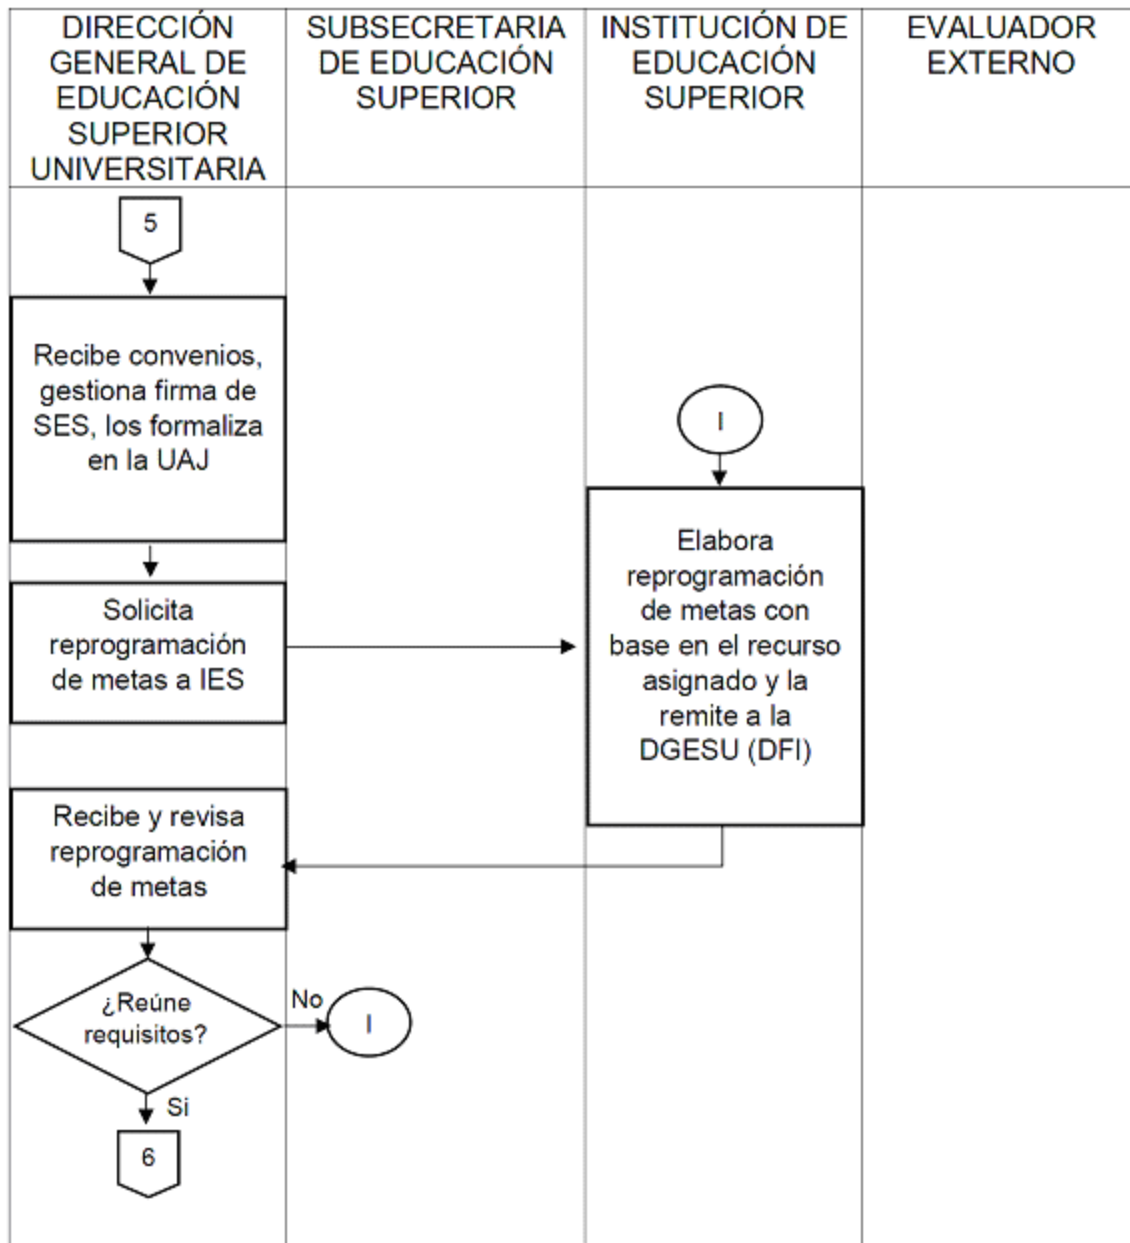 DIRECCIÓN
GENERAL DE
EDUCACIÓN
SUPERIOR
UNIVERSITARIA
SUBSECRETARIA
DE EDUCACIÓN
SUPERIOR
INSTITUCIÓN DE
EDUCACIÓN
SUPERIOR
EVALUADOR
EXTERNO
5
Recibe convenios,
gestiona firma de
SES, los formaliza
en la UAJ
I
Elabora
reprogramación
de metas con
base en el recurso
asignado y la
remite a la
DGESU (DFI)
Solicita
reprogramación
de metas a IES
Recibe y revisa
reprogramación
de metas
¿Reúne
requisitos?
No
I
Si
6